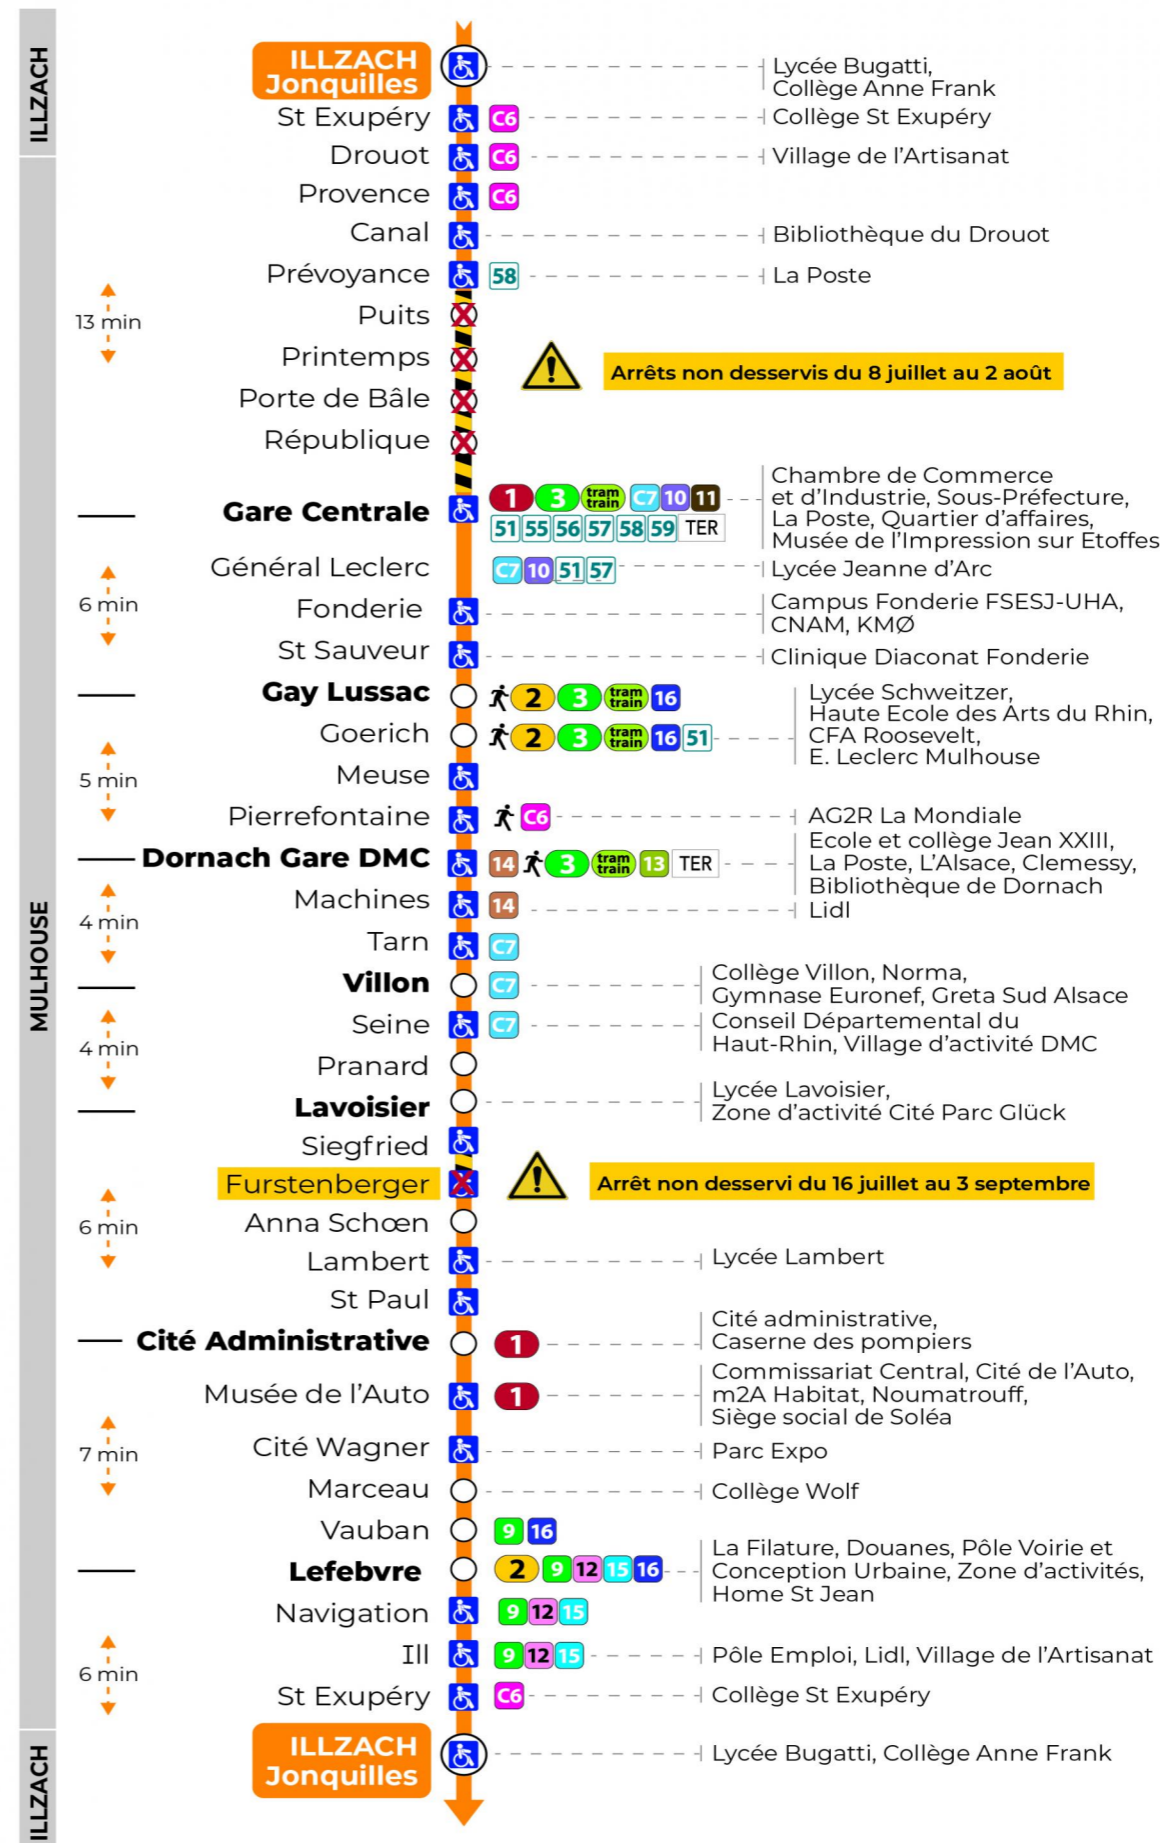 ILLZACH
ILLZACH
Jonquilles
Lycée Bugatti,
Collège Anne Frank
St Exupéry C6 Collège St Exupéry
Drouot C6 Village de l'Artisanat
Provence C6
Canal Bibliothèque du Drouot
Prévoyance 58 La Poste
13 min
Puits
Printemps
Arrêts non desservis du 8 juillet au 2 août
Porte de Bâle
République
Gare Centrale
1 3 tram train C7 10 11
51 55 56 57 58 59 TER
Chambre de Commerce
et d'Industrie, Sous-Préfecture,
La Poste, Quartier d'affaires,
Musée de l'Impression sur Etoffes
Général Leclerc C7 10 51 57 Lycée Jeanne d'Arc
6 min
Fonderie
Campus Fonderie FSESJ-UHA,
CNAM, KMØ
St Sauveur Clinique Diaconat Fonderie
Gay Lussac 2 3 tram train 16
Goerich 2 3 tram train 16 51
Lycée Schweitzer,
Haute Ecole des Arts du Rhin,
CFA Roosevelt,
E. Leclerc Mulhouse
5 min
Meuse
Pierrefontaine C6 AG2R La Mondiale
Dornach Gare DMC 14 3 tram train 13 TER
Ecole et collège Jean XXIII,
La Poste, L'Alsace, Clemessy,
Bibliothèque de Dornach
Machines 14 Lidl
4 min
MULHOUSE
Tarn C7
Villon C7
Collège Villon, Norma,
Gymnase Euronef, Greta Sud Alsace
Seine C7
Conseil Départemental du
Haut-Rhin, Village d'activité DMC
4 min
Pranard
Lavoisier
Lycée Lavoisier,
Zone d'activité Cité Parc Glück
Siegfried
Furstenberger
Arrêt non desservi du 16 juillet au 3 septembre
6 min
Anna Schœn
Lambert Lycée Lambert
St Paul
Cité Administrative 1
Cité administrative,
Caserne des pompiers
Musée de l'Auto 1
Commissariat Central, Cité de l'Auto,
m2A Habitat, Noumatrouff,
Siège social de Soléa
7 min
Cité Wagner Parc Expo
Marceau Collège Wolf
Vauban 9 16
Lefebvre 2 9 12 15 16
La Filature, Douanes, Pôle Voirie et
Conception Urbaine, Zone d'activités,
Home St Jean
Navigation 9 12 15
Ill 9 12 15 Pôle Emploi, Lidl, Village de l'Artisanat
6 min
St Exupéry C6 Collège St Exupéry
ILLZACH
Jonquilles
Lycée Bugatti, Collège Anne Frank
ILLZACH